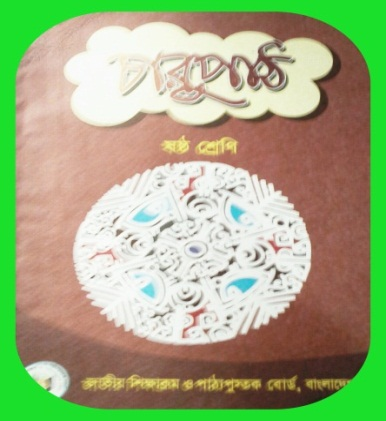 চারুপাঠ
ষষ্ঠ শ্রেণি
জাতীয় শিক্ষাক্রম ও পাঠ্যপুস্তক বোর্ড, বাংলাদেশ